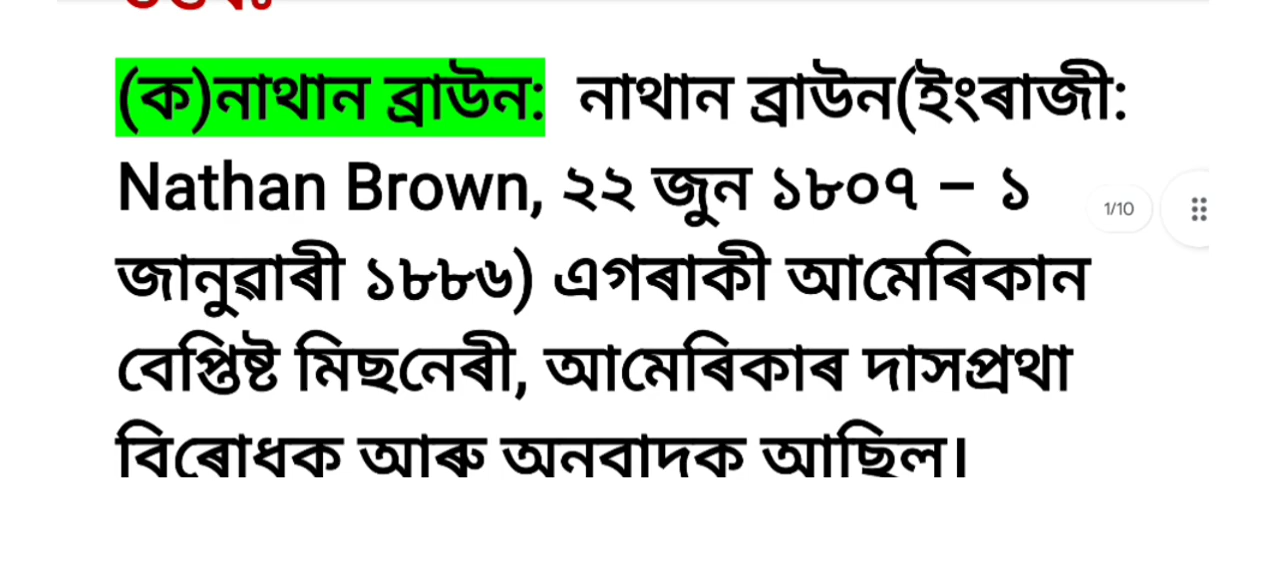 (ক)নাথান ব্ৰাউন: নাথান ব্ৰাউন(ইংৰাজী:
Nathan Brown, ২২ জুন ১৮০৭ – ১
1/10
জানুৱাৰী ১৮৮৬) এগৰাকী আমেৰিকান
বেপ্তিষ্ট মিছনেৰী, আমেৰিকাৰ দাসপ্ৰথা
বিৰোধক আৰু অনবাদক আছিল।